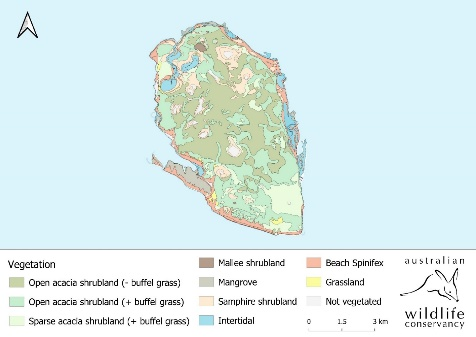 Vegetation
Open acacia shrubland (- buffel grass)
Open acacia shrubland (+ buffel grass)
Sparse acacia shrubland (+ buffel grass)
Mallee shrubland
Mangrove
Samphire shrubland
Intertidal
Beach Spinifex
Grassland
Not vegetated
0 1.5 3 km
australian
wildlife
conservancy